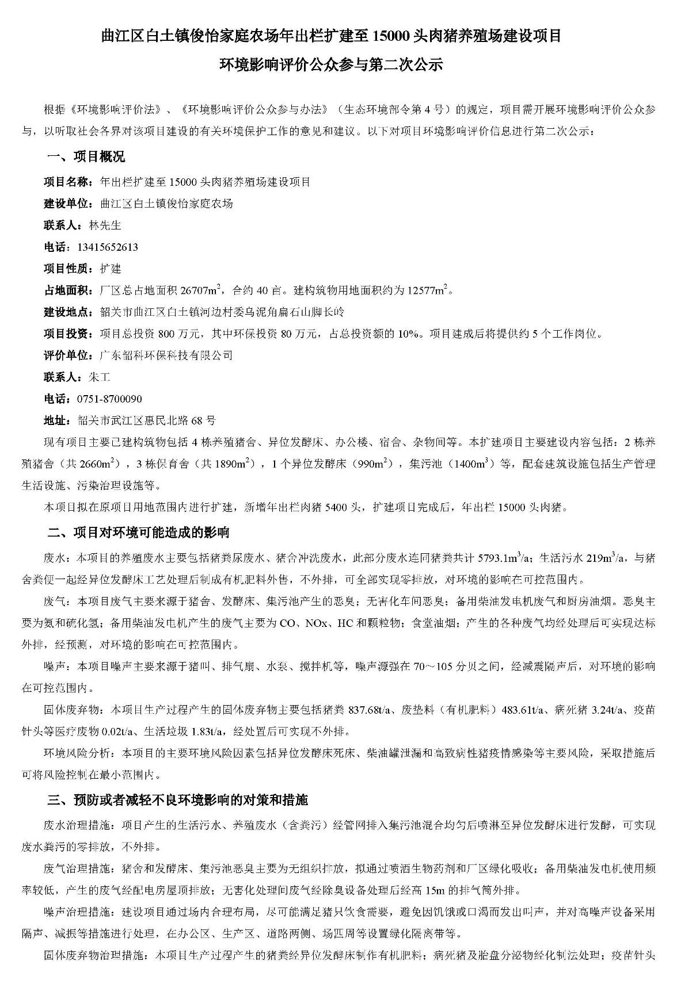 曲江区白土镇俊怡家庭农场年出栏扩建至 15000 头肉猪养殖场建设项目
环境影响评价公众参与第二次公示
根据《环境影响评价法》、《环境影响评价公众参与办法》（生态环境部令第 4 号）的规定，项目需开展环境影响评价公众参
与，以听取社会各界对该项目建设的有关环境保护工作的意见和建议。以下对项目环境影响评价信息进行第二次公示：
一、项目概况
项目名称：年出栏扩建至 15000 头肉猪养殖场建设项目
建设单位：曲江区白土镇俊怡家庭农场
联系人：林先生
电话：13415652613
项目性质：扩建
占地面积：厂区总占地面积 26707m²，合约 40 亩。建构筑物用地面积约为 12577m²。
建设地点：韶关市曲江区白土镇河边村委乌泥角扁石山脚长岭
项目投资：项目总投资 800 万元，其中环保投资 80 万元，占总投资额的 10%。项目建成后将提供约 5 个工作岗位。
评价单位：广东韶科环保科技有限公司
联系人：朱工
电话：0751-8700090
地址：韶关市武江区惠民北路 68 号
现有项目主要已建构筑物包括 4 栋养殖猪舍、异位发酵床、办公楼、宿舍、杂物间等。本扩建项目主要建设内容包括：2 栋养
殖猪舍（共 2660m²），3 栋保育舍（共 1890m²），1 个异位发酵床（990m²），集污池（1400m³）等，配套建筑设施包括生产管理
生活设施、污染治理设施等。
本项目拟在原项目用地范围内进行扩建，新增年出栏肉猪 5400 头，扩建项目完成后，年出栏 15000 头肉猪。
二、项目对环境可能造成的影响
废水：本项目的养殖废水主要包括猪粪尿废水、猪舍冲洗废水，此部分废水连同猪粪共计 5793.1m³/a；生活污水 219m³/a，与猪
舍粪便一起经异位发酵床工艺处理后制成有机肥料外售，不外排，可全部实现零排放，对环境的影响在可控范围内。
废气：本项目废气主要来源于猪舍、发酵床、集污池产生的恶臭；无害化车间恶臭；备用柴油发电机废气和厨房油烟。恶臭主
要为氨和硫化氢；备用柴油发电机产生的废气主要为 CO、NOx、HC 和颗粒物；食堂油烟；产生的各种废气均经处理后可实现达标
外排，经预测，对环境的影响在可控范围内。
噪声：本项目噪声主要来源于猪叫、排气扇、水泵、搅拌机等，噪声源强在 70～105 分贝之间，经减震隔声后，对环境的影响
在可控范围内。
固体废弃物：本项目生产过程产生的固体废弃物主要包括猪粪 837.68t/a、废垫料（有机肥料）483.61t/a、病死猪 3.24t/a、疫苗
针头等医疗废物 0.02t/a、生活垃圾 1.83t/a，经处置后可实现不外排。
环境风险分析：本项目的主要环境风险因素包括异位发酵床死床、柴油罐泄漏和高致病性猪疫情感染等主要风险，采取措施后
可将风险控制在最小范围内。
三、预防或者减轻不良环境影响的对策和措施
废水治理措施：项目产生的生活污水、养殖废水（含粪污）经管网排入集污池混合均匀后喷淋至异位发酵床进行发酵，可实现
废水粪污的零排放，不外排。
废气治理措施：猪舍和发酵床、集污池恶臭主要为无组织排放，拟通过喷洒生物药剂和厂区绿化吸收；备用柴油发电机使用频
率较低，产生的废气经配电房屋顶排放；无害化处理间废气经除臭设备处理后经高 15m 的排气筒外排。
噪声治理措施：建设项目通过场内合理布局，尽可能满足猪只饮食需要，避免因饥饿或口渴而发出叫声，并对高噪声设备采用
隔声、减振等措施进行处理，在办公区、生产区、道路两侧、场四周等设置绿化隔离带等。
固体废弃物治理措施：本项目生产过程产生的猪粪经异位发酵床制作有机肥料；病死猪及胎盘分泌物经化制法处理；疫苗针头